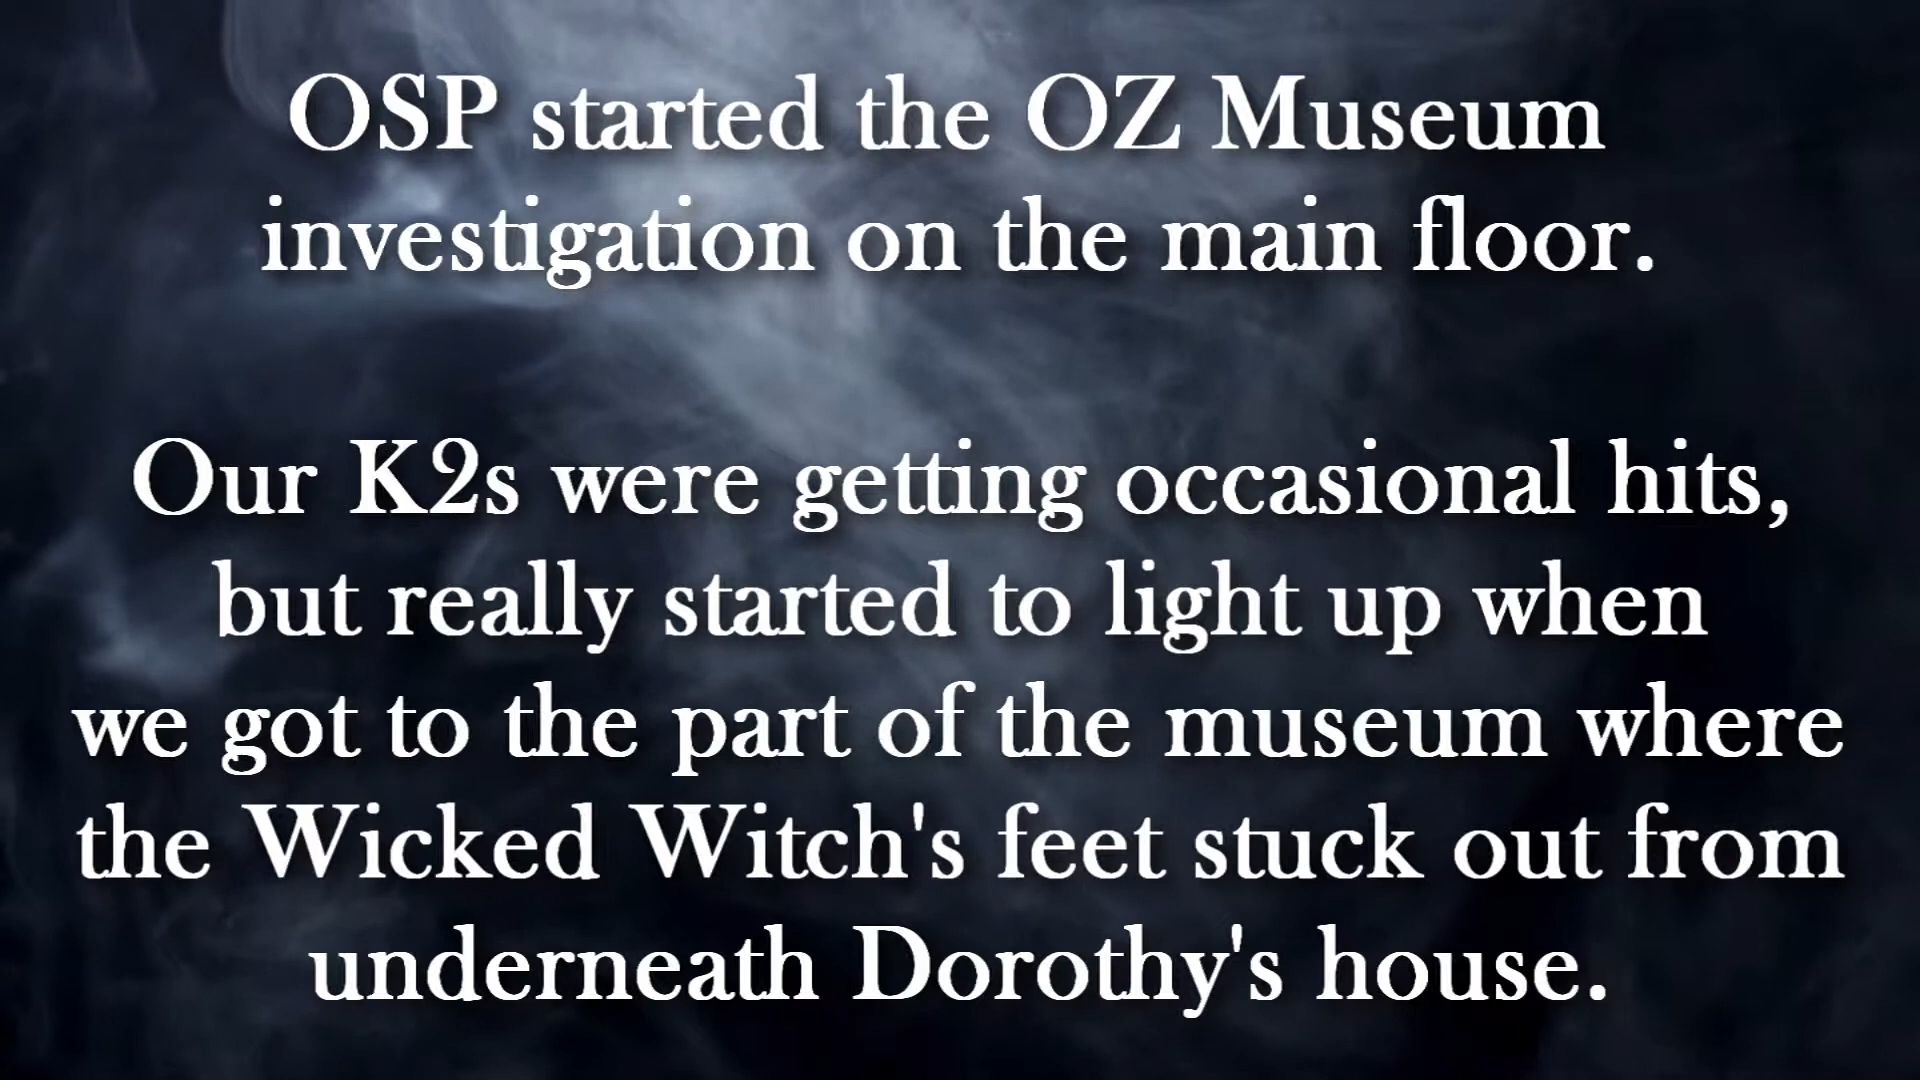 OSP started the OZ Museum
investigation on the main floor.
Our K2s were getting occasional hits,
but really started to light up when
we got to the part of the museum where
the Wicked Witch's feet stuck out from
underneath Dorothy's house.